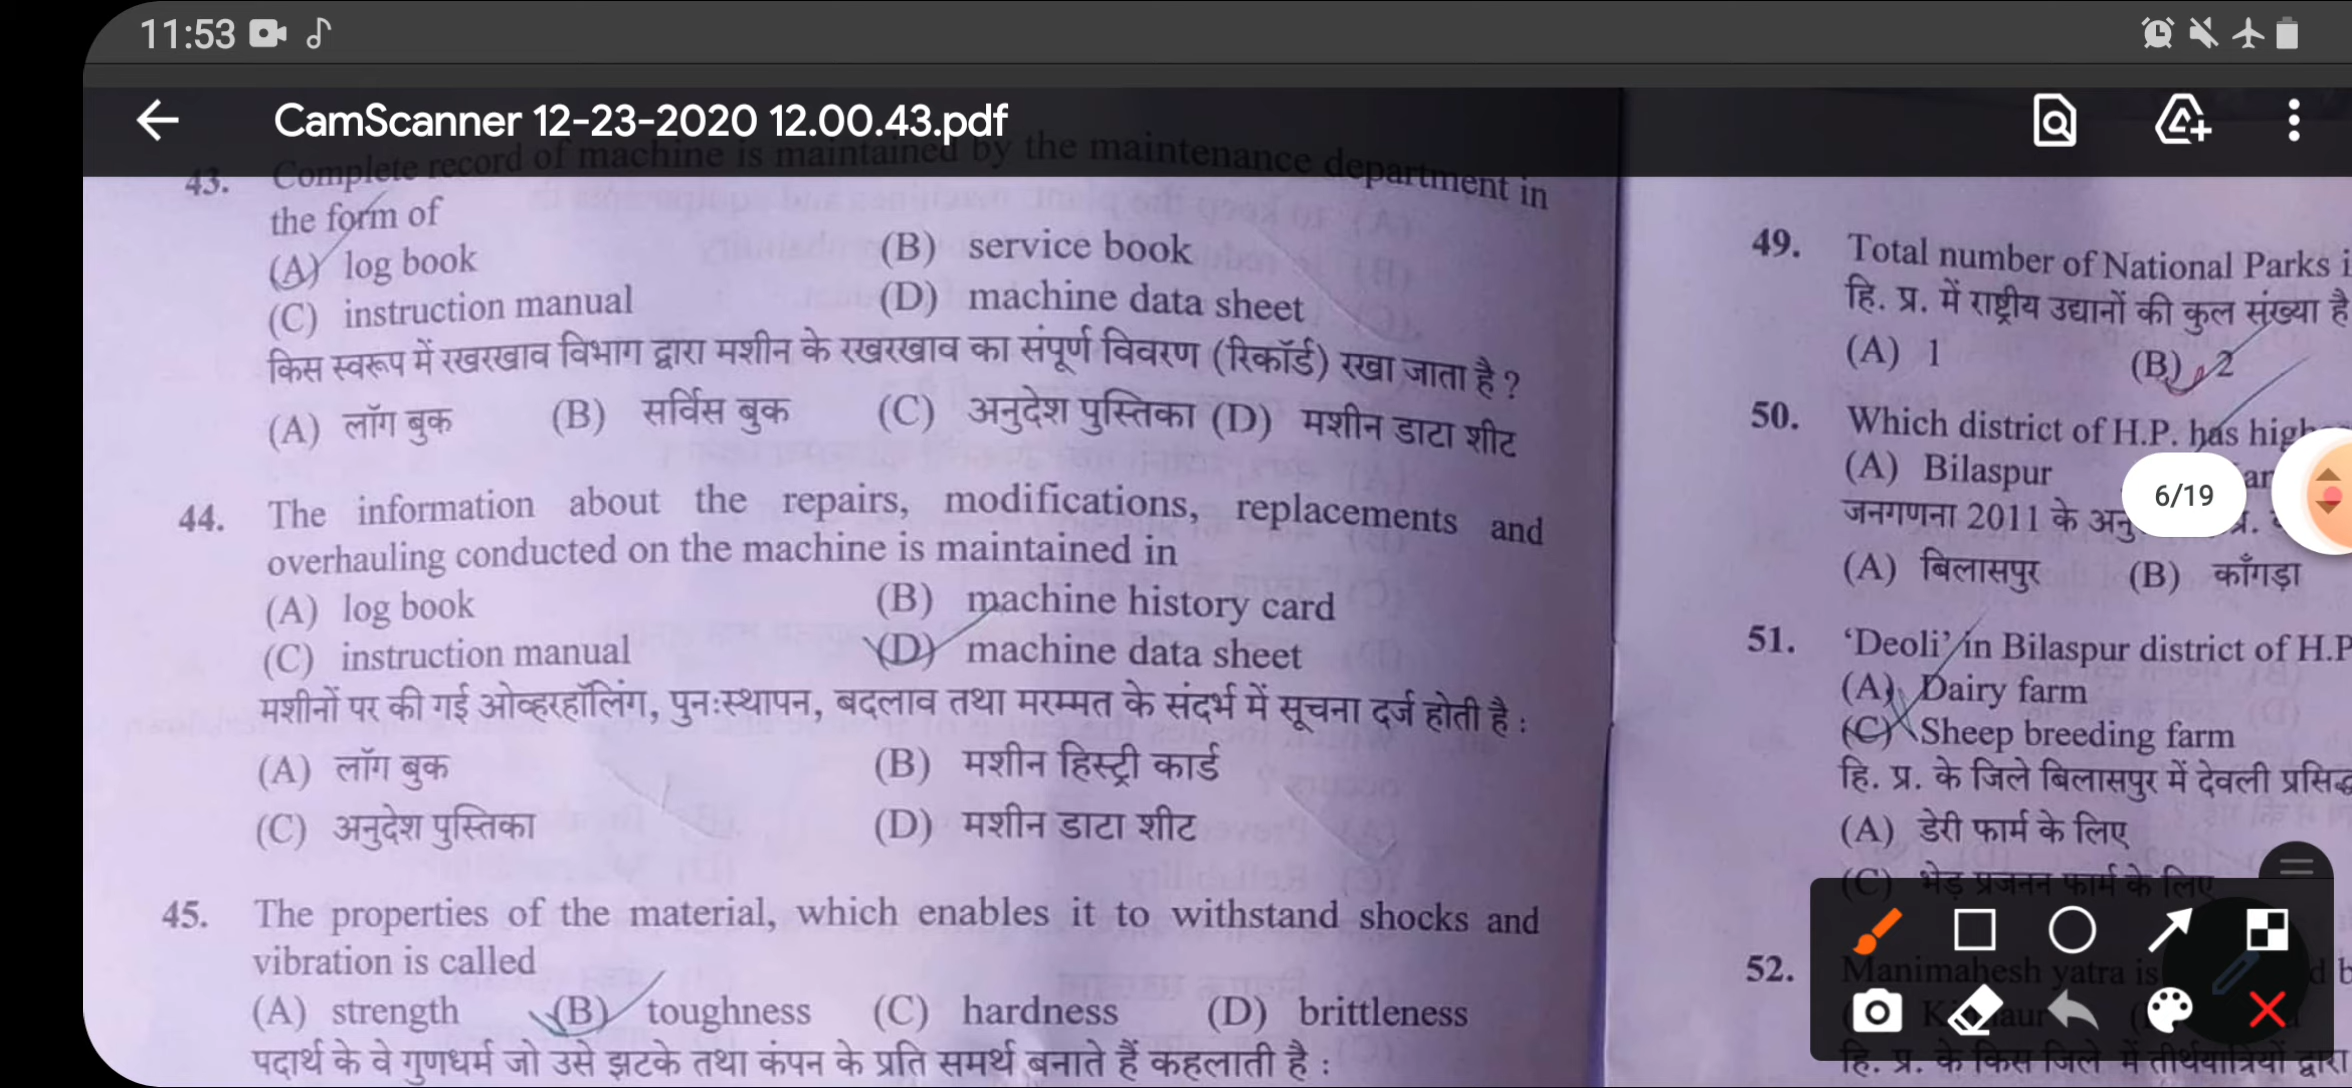 11:53
CamScanner 12-23-2020 12.00.43.pdf
43. Complete record of machine is maintained by the maintenance department in
the form of
(A) log book (B) service book
(C) instruction manual (D) machine data sheet
किस स्वरूप में रखरखाव विभाग द्वारा मशीन के रखरखाव का संपूर्ण विवरण (रिकॉर्ड) रखा जाता है ?
(A) लॉग बुक (B) सर्विस बुक (C) अनुदेश पुस्तिका (D) मशीन डाटा शीट
44. The information about the repairs, modifications, replacements and
overhauling conducted on the machine is maintained in
(A) log book (B) machine history card
(C) instruction manual (D) machine data sheet
मशीनों पर की गई ओव्हरहॉलिंग, पुनःस्थापन, बदलाव तथा मरम्मत के संदर्भ में सूचना दर्ज होती है :
(A) लॉग बुक (B) मशीन हिस्ट्री कार्ड
(C) अनुदेश पुस्तिका (D) मशीन डाटा शीट
45. The properties of the material, which enables it to withstand shocks and
vibration is called
(A) strength (B) toughness (C) hardness (D) brittleness
पदार्थ के वे गुणधर्म जो उसे झटके तथा कंपन के प्रति समर्थ बनाते हैं कहलाती है :
49. Total number of National Parks
हि. प्र. में राष्ट्रीय उद्यानों की कुल संख्या है
(A) 1 (B) 2
50. Which district of H.P. has
(A) Bilaspur
6/19
जनगणना 2011 के
(A) बिलासपुर (B) काँगड़ा
51. ‘Deoli’ in Bilaspur district of H.P
(A) Dairy farm
(C) Sheep breeding farm
हि. प्र. के जिले बिलासपुर में देवली
(A) डेरी फार्म के लिए
(C) भेड़ प्रजनन फार्म के लिए
52. Manimahesh yatra is
हि. प्र. के किस जिले में तीर्थयात्रियों द्वारा